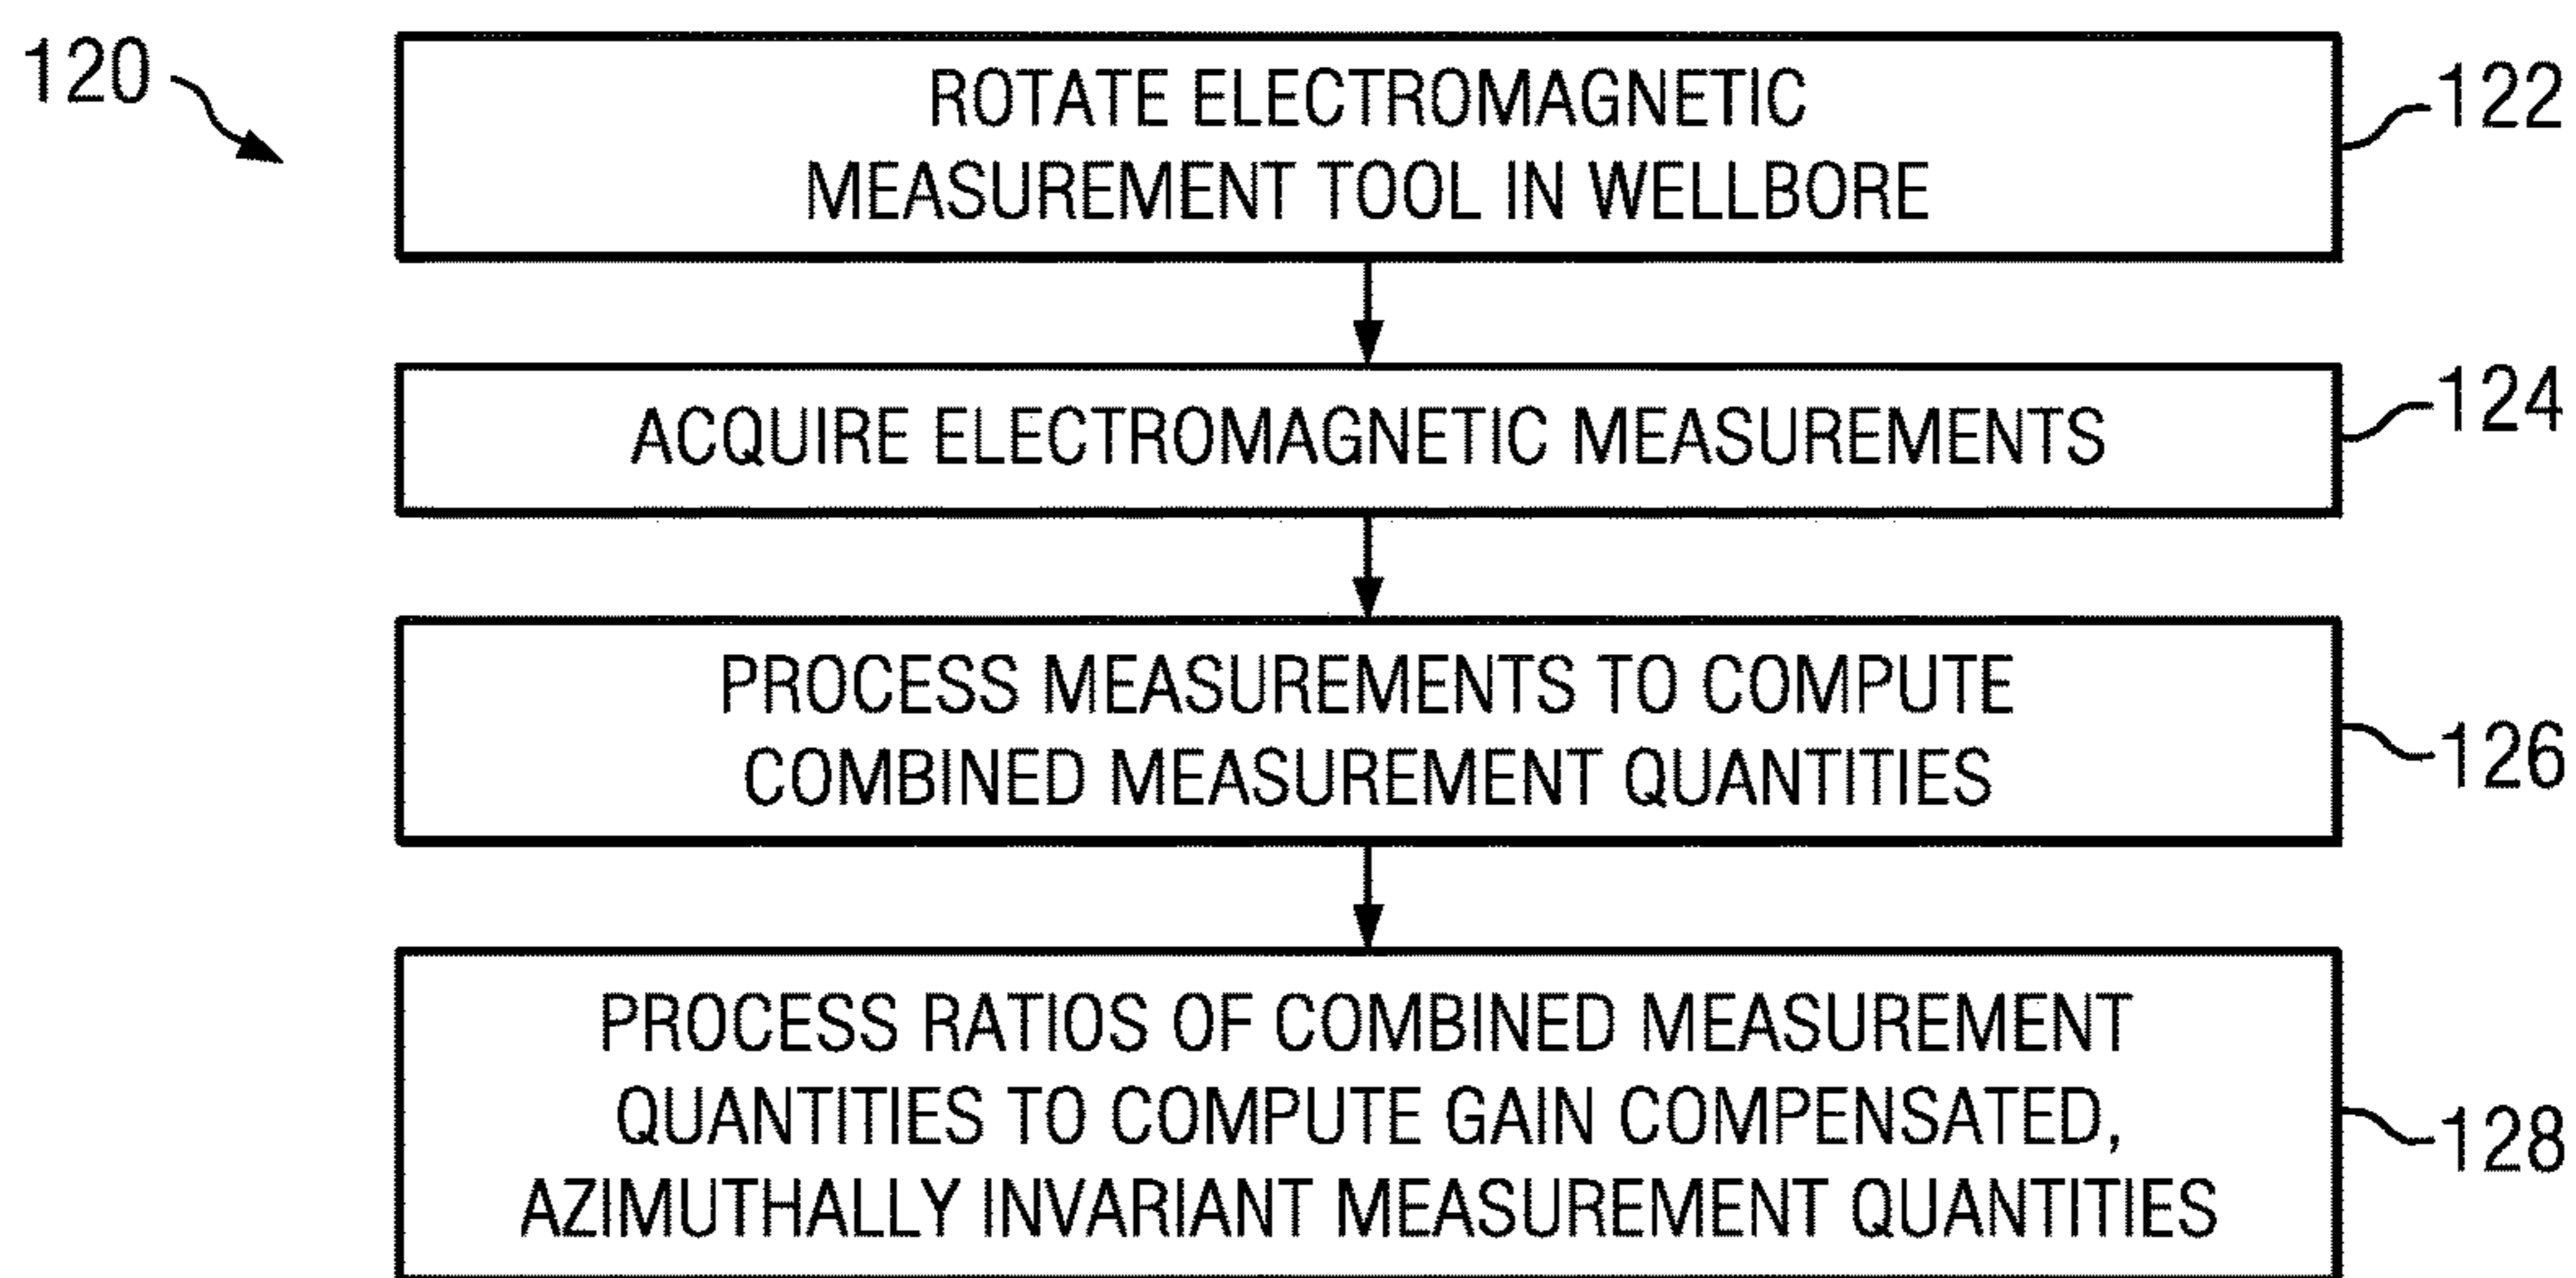 120
ROTATE ELECTROMAGNETIC
MEASUREMENT TOOL IN WELLBORE
122
ACQUIRE ELECTROMAGNETIC MEASUREMENTS
124
PROCESS MEASUREMENTS TO COMPUTE
COMBINED MEASUREMENT QUANTITIES
126
PROCESS RATIOS OF COMBINED MEASUREMENT
QUANTITIES TO COMPUTE GAIN COMPENSATED,
AZIMUTHALLY INVARIANT MEASUREMENT QUANTITIES
128